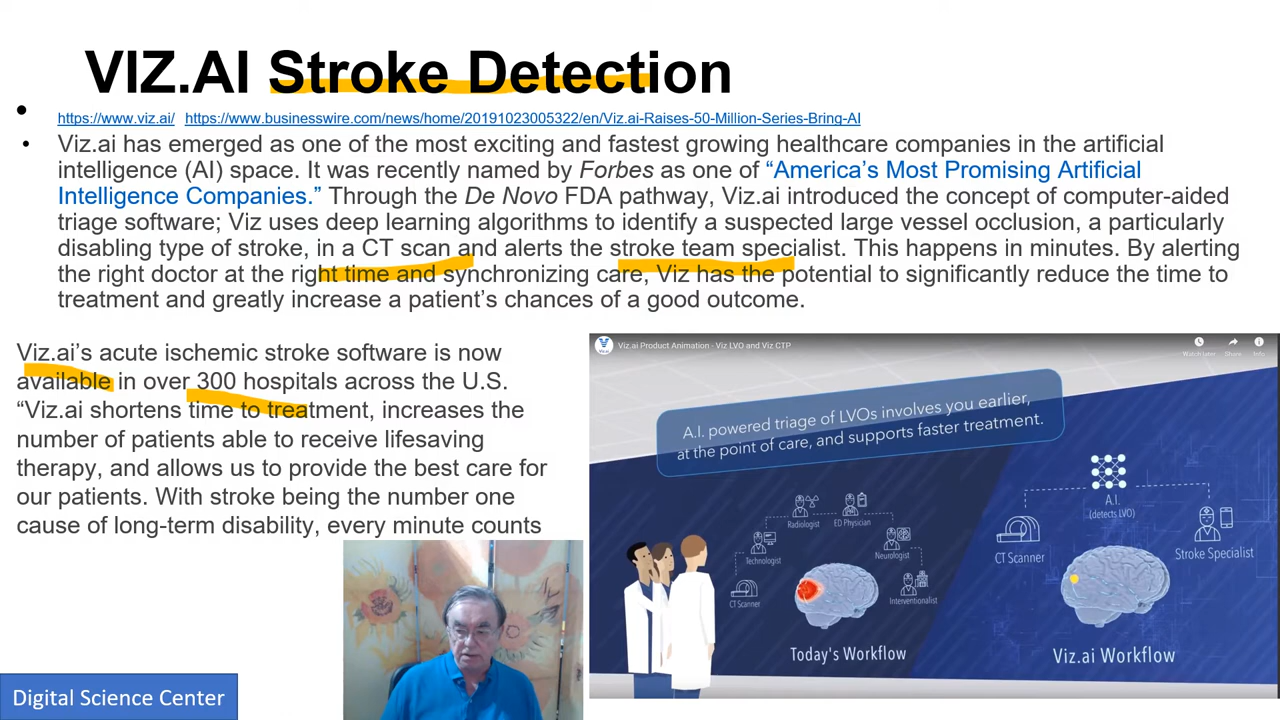 VIZ.AI Stroke Detection
• https://www.viz.ai/ https://www.businesswire.com/news/home/20191023005322/en/Viz.ai-Raises-50-Million-Series-Bring-AI
• Viz.ai has emerged as one of the most exciting and fastest growing healthcare companies in the artificial
intelligence (AI) space. It was recently named by Forbes as one of “America’s Most Promising Artificial
Intelligence Companies.” Through the De Novo FDA pathway, Viz.ai introduced the concept of computer-aided
triage software; Viz uses deep learning algorithms to identify a suspected large vessel occlusion, a particularly
disabling type of stroke, in a CT scan and alerts the stroke team specialist. This happens in minutes. By alerting
the right doctor at the right time and synchronizing care, Viz has the potential to significantly reduce the time to
treatment and greatly increase a patient’s chances of a good outcome.
Viz.ai’s acute ischemic stroke software is now
available in over 300 hospitals across the U.S.
“Viz.ai shortens time to treatment, increases the
number of patients able to receive lifesaving
therapy, and allows us to provide the best care for
our patients. With stroke being the number one
cause of long-term disability, every minute counts
Viz.ai Product Animation - Viz LVO and Viz CTP
Watch later Share Info
A.I. powered triage of LVOs involves you earlier,
at the point of care, and supports faster treatment.
Radiologist
ED Physician
Technologist
Neurologist
CT Scanner
Interventionalist
Today's Workflow
A.I.
(detects LVO)
CT Scanner
Stroke Specialist
Viz.ai Workflow
Digital Science Center